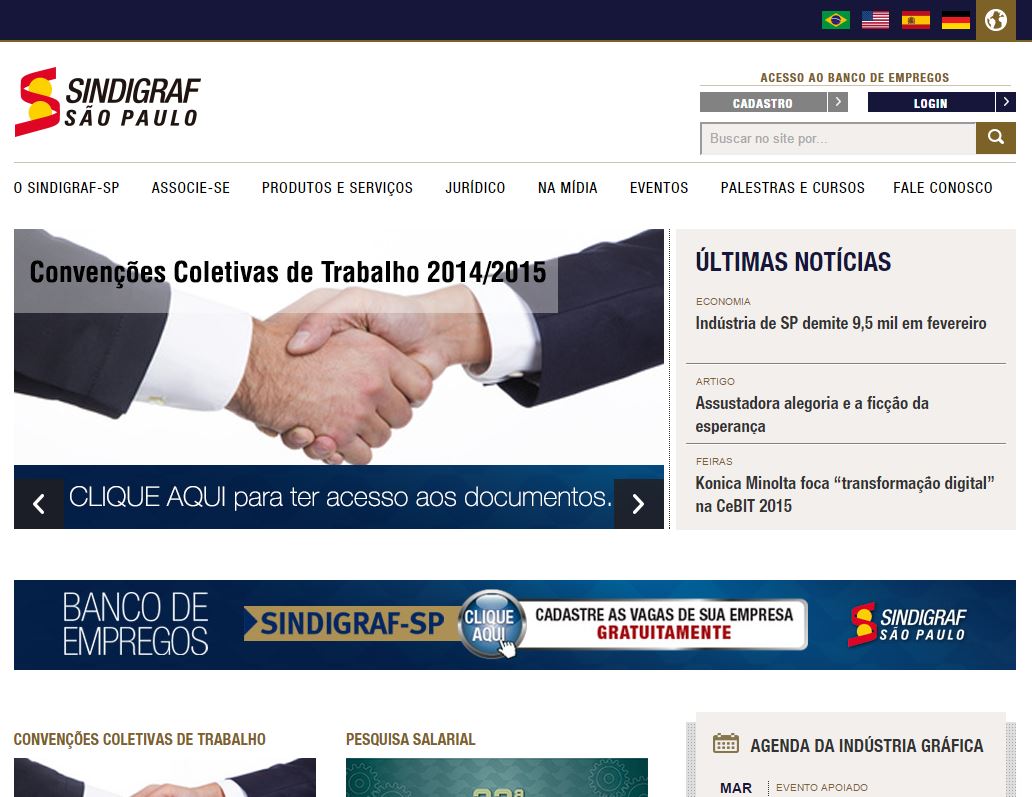 SINDIGRAF
SÃO PAULO
ACESSO AO BANCO DE EMPREGOS
CADASTRO
LOGIN
Buscar no site por...
O SINDIGRAF-SP ASSOCIE-SE PRODUTOS E SERVIÇOS JURÍDICO NA MÍDIA EVENTOS PALESTRAS E CURSOS FALE CONOSCO
Convenções Coletivas de Trabalho 2014/2015
CLIQUE AQUI para ter acesso aos documentos.
ÚLTIMAS NOTÍCIAS
ECONOMIA
Indústria de SP demite 9,5 mil em fevereiro
ARTIGO
Assustadora alegoria e a ficção da
esperança
FEIRAS
Konica Minolta foca “transformação digital”
na CeBIT 2015
BANCO DE
EMPREGOS
SINDIGRAF-SP
CLIQUE
AQUI
CADASTRE AS VAGAS DE SUA EMPRESA
GRATUITAMENTE
SINDIGRAF
SÃO PAULO
CONVENÇÕES COLETIVAS DE TRABALHO
PESQUISA SALARIAL
AGENDA DA INDÚSTRIA GRÁFICA
MAR
EVENTO APOIADO